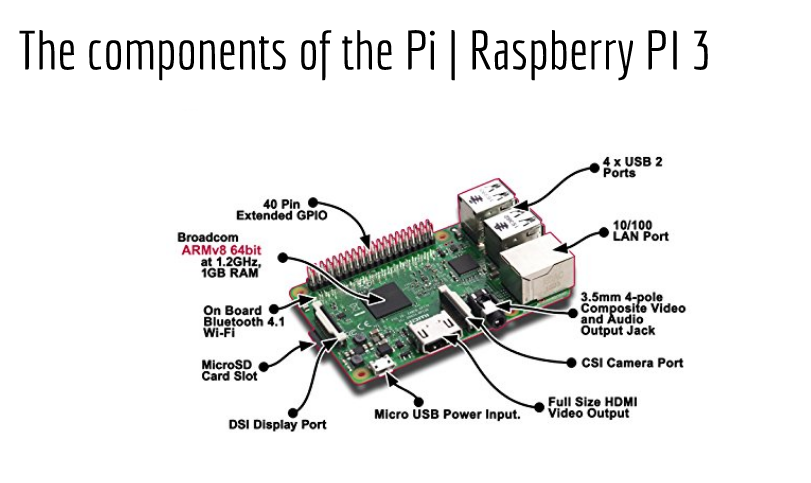 The components of the Pi | Raspberry PI 3
4 x USB 2
Ports
40 Pin
Extended GPIO
10/100
LAN Port
Broadcom
ARMv8 64bit
at 1.2GHz,
1GB RAM
3.5mm 4-pole
Composite Video
and Audio
Output Jack
On Board
Bluetooth 4.1
Wi-Fi
CSI Camera Port
MicroSD
Card Slot
Full Size HDMI
Video Output
Micro USB Power Input.
DSI Display Port
HDMI